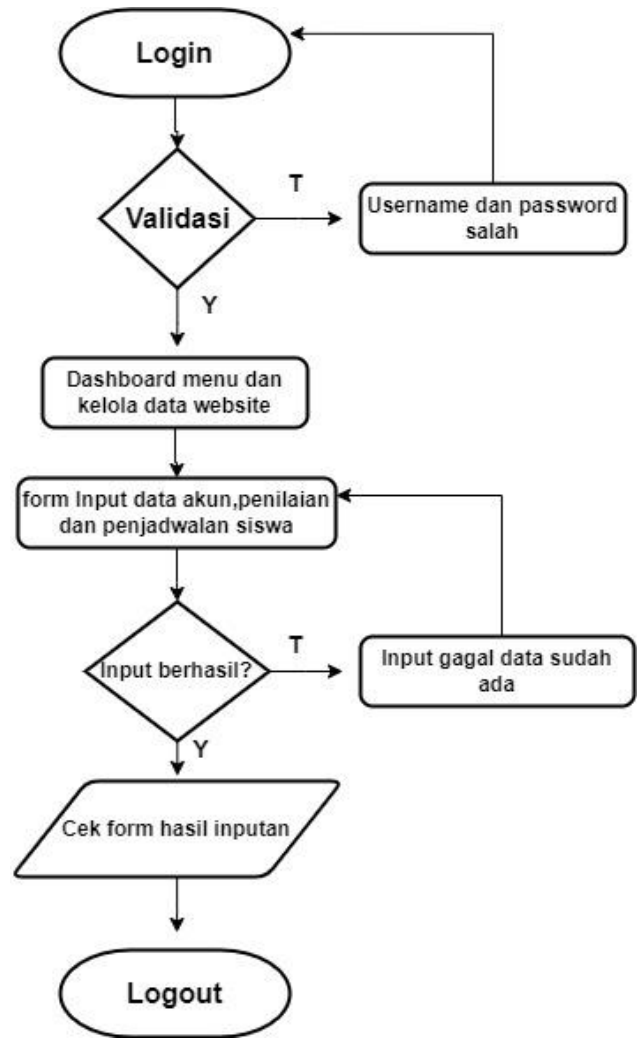 Login
Validasi
T
Username dan password
salah
Y
Dashboard menu dan
kelola data website
form Input data akun,penilaian
dan penjadwalan siswa
Input berhasil?
T
Input gagal data sudah
ada
Y
Cek form hasil inputan
Logout